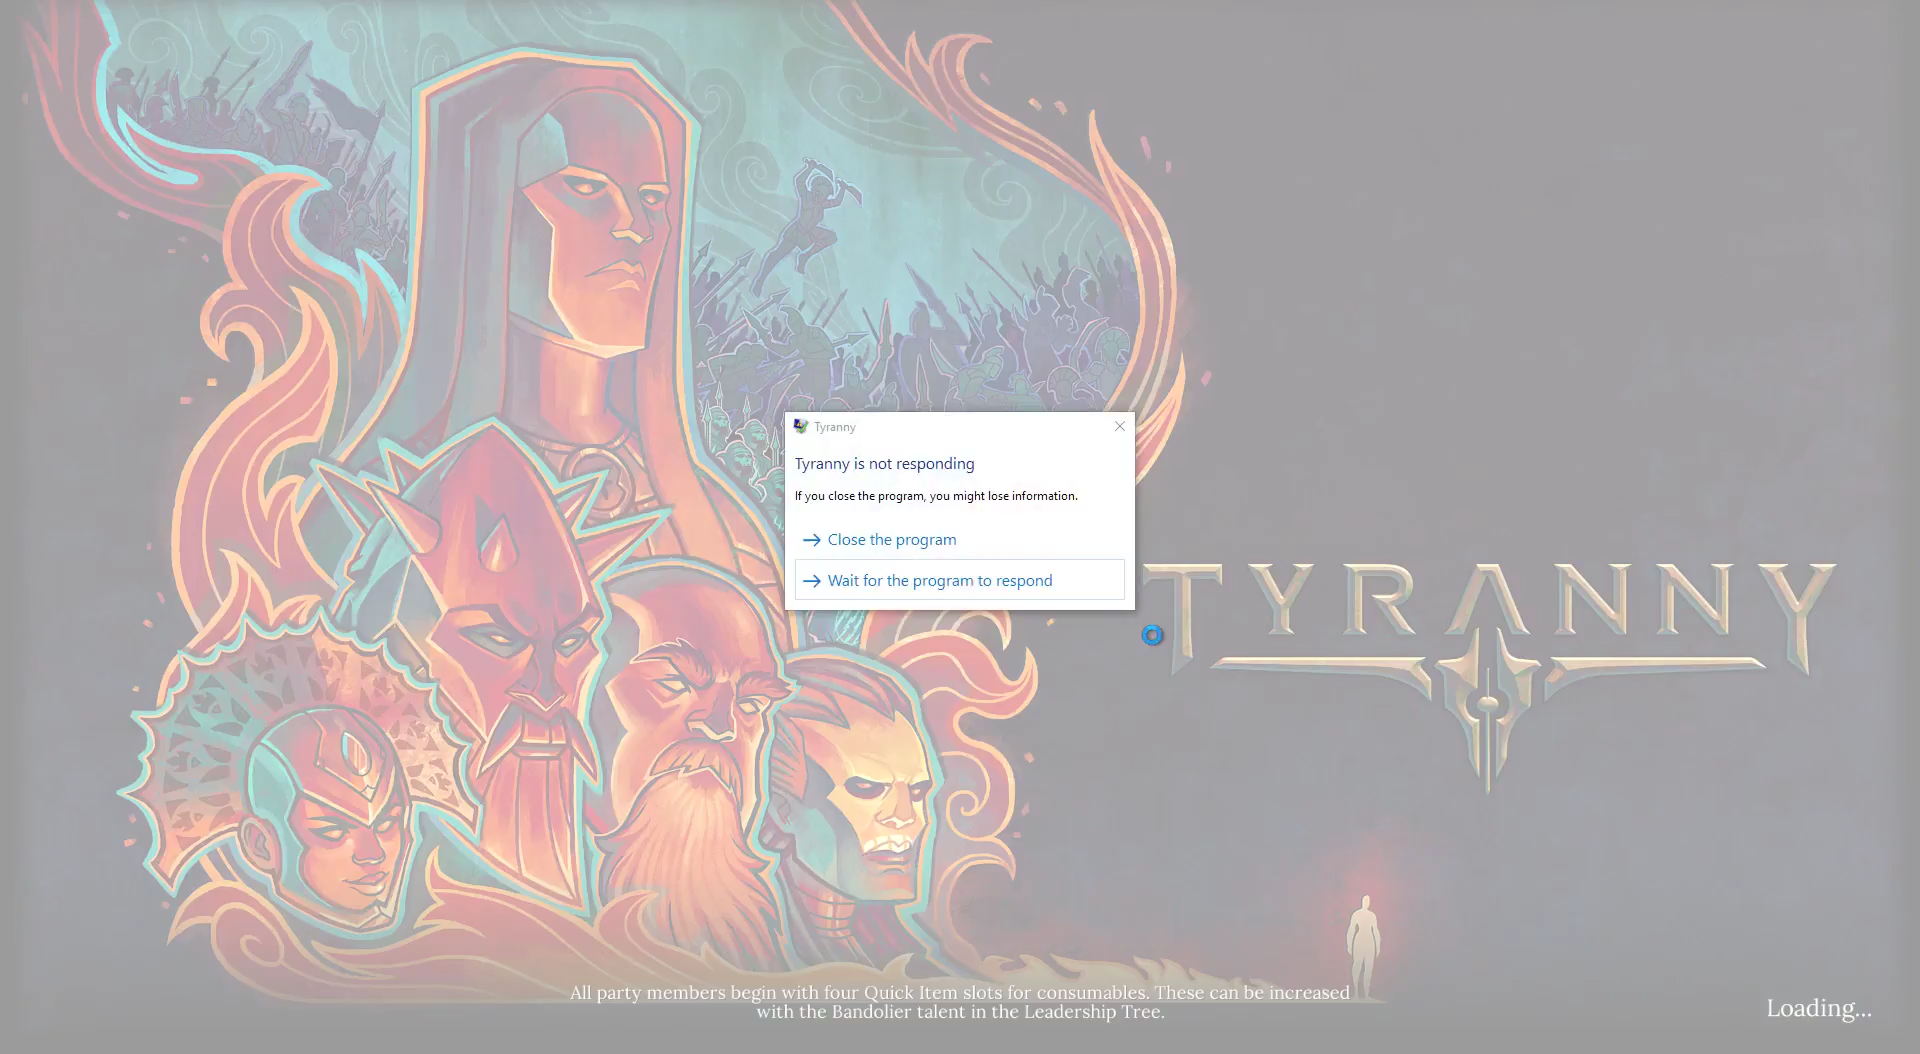 Tyranny
Tyranny is not responding
If you close the program, you might lose information.
Close the program
Wait for the program to respond
TYRANNY
All party members begin with four Quick Item slots for consumables. These can be increased
with the Bandolier talent in the Leadership Tree.
Loading...